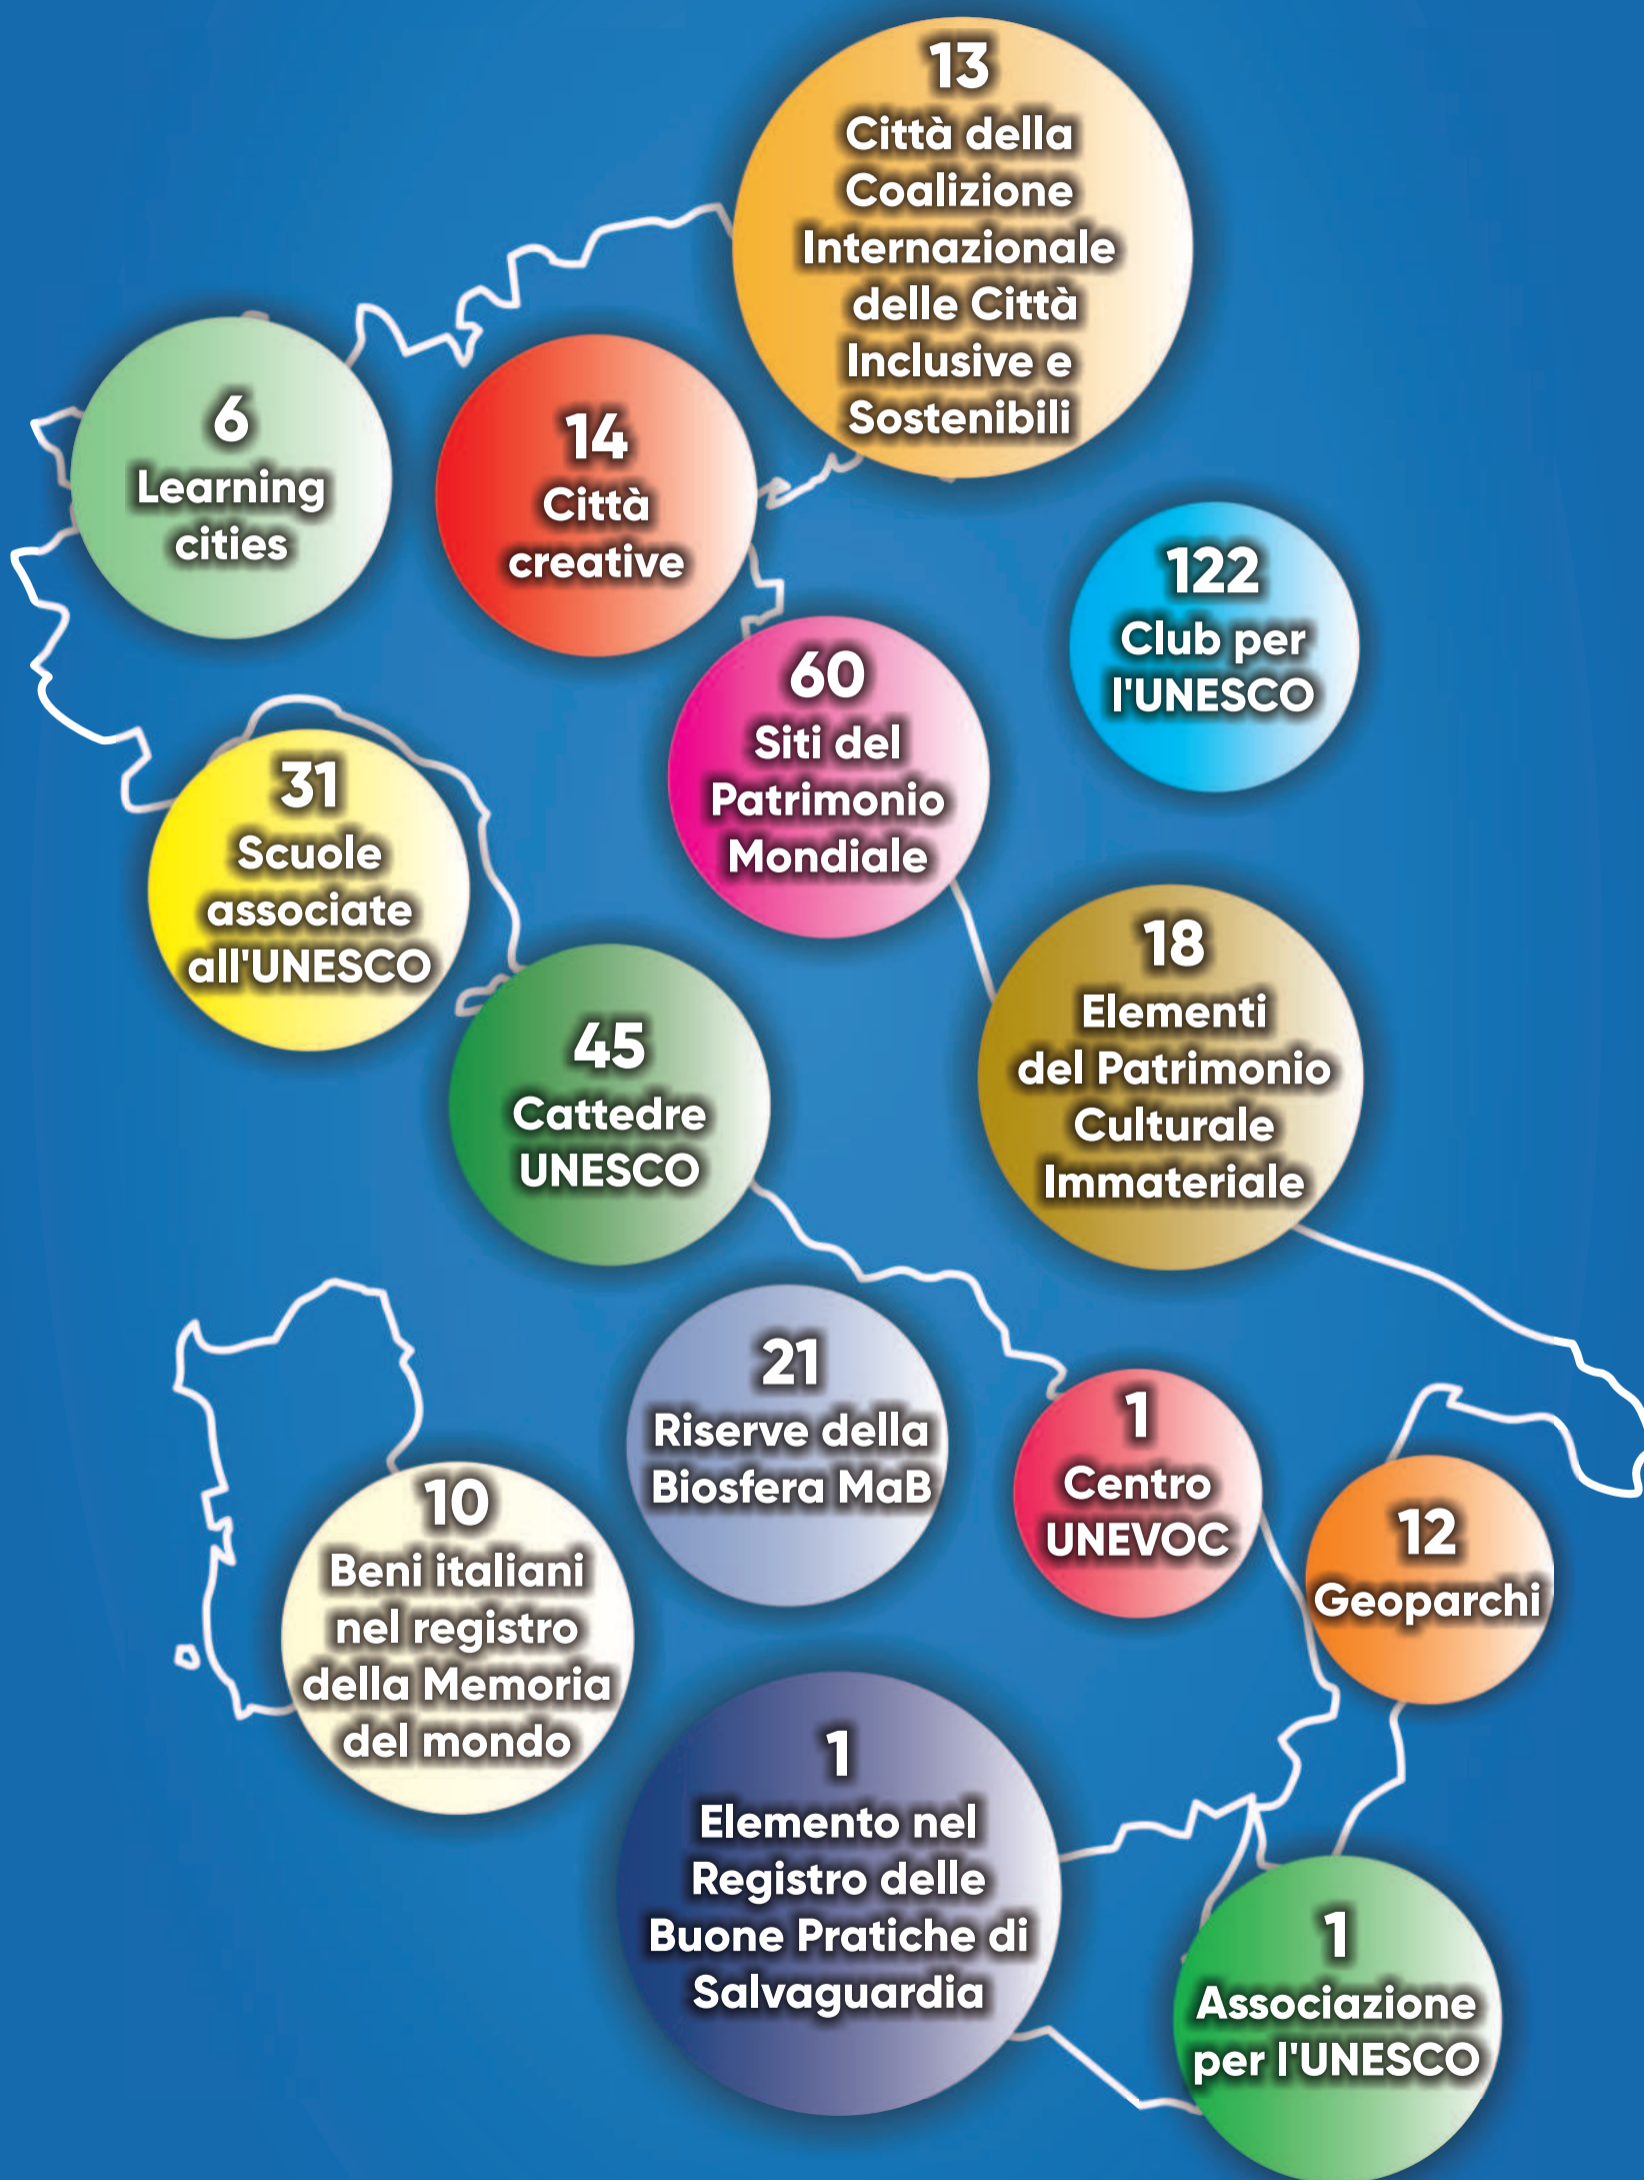 13
Città della
Coalizione
Internazionale
delle Città
Inclusive e
Sostenibili
6
Learning
cities
14
Città
creative
122
Club per
l'UNESCO
60
Siti del
Patrimonio
Mondiale
31
Scuole
associate
all'UNESCO
18
Elementi
del Patrimonio
Culturale
Immateriale
45
Cattedre
UNESCO
21
Riserve della
Biosfera MaB
1
Centro
UNEVOC
12
Geoparchi
10
Beni italiani
nel registro
della Memoria
del mondo
1
Elemento nel
Registro delle
Buone Pratiche di
Salvaguardia
1
Associazione
per l'UNESCO